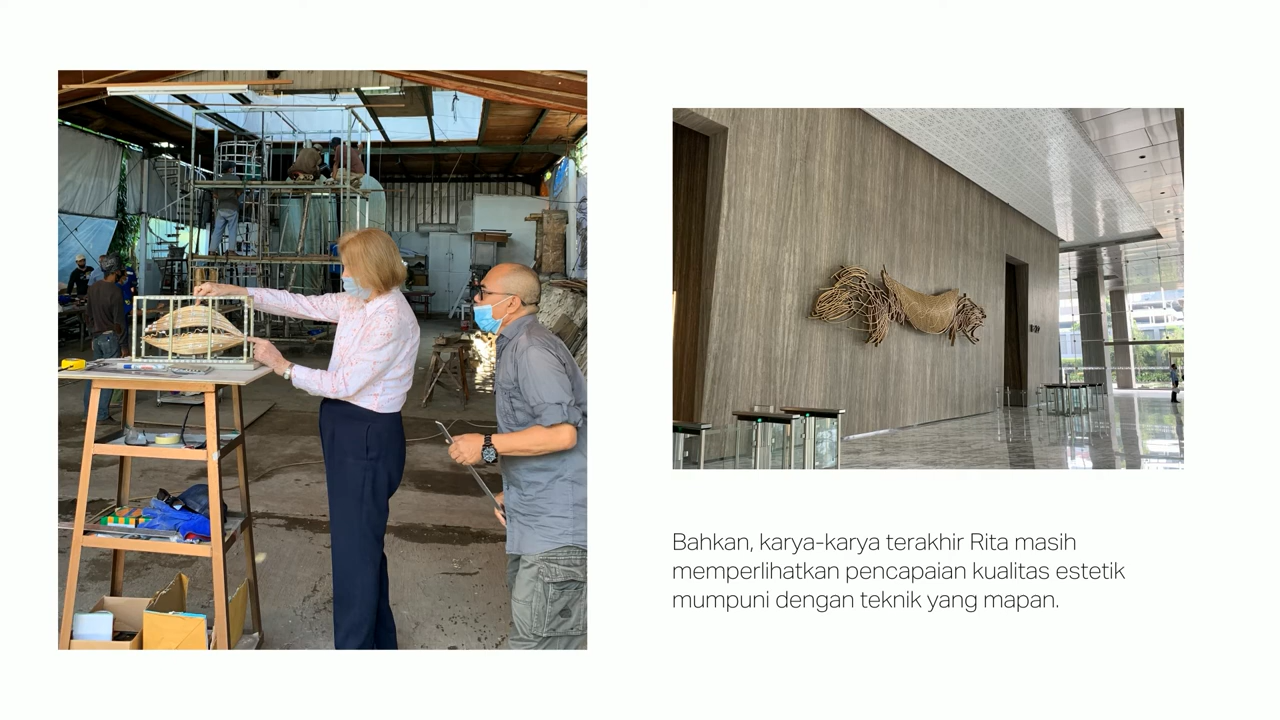 Bahkan, karya-karya terakhir Rita masih
memperlihatkan pencapaian kualitas estetik
mumpuni dengan teknik yang mapan.